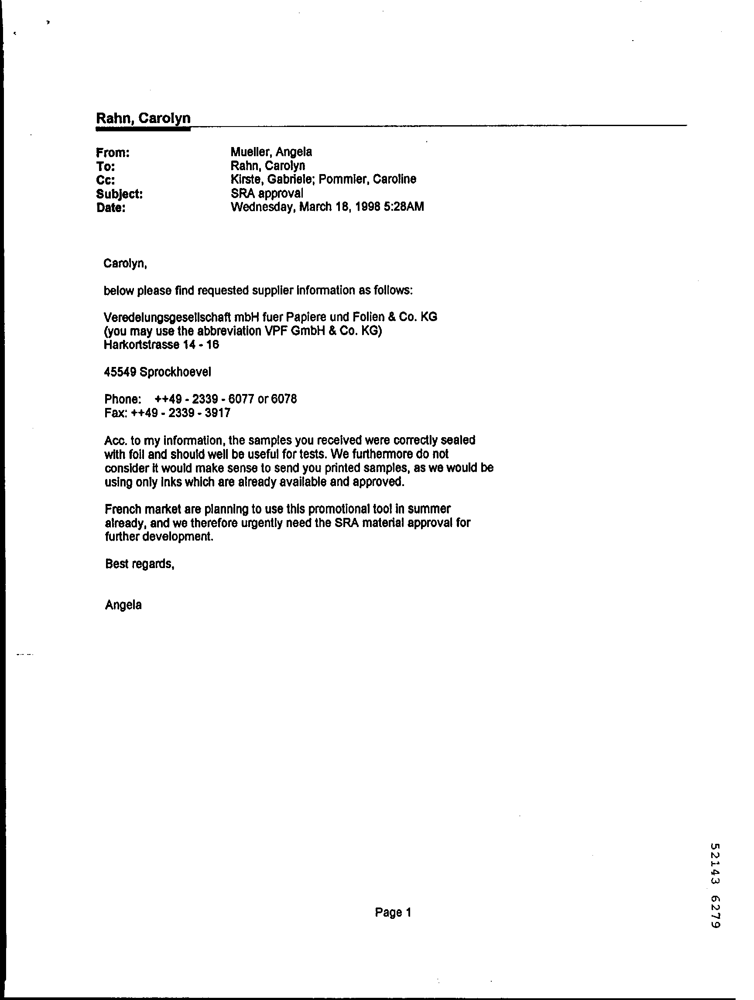 Rahn, Carolyn
From: Mueller, Angela
To: Rahn, Carolyn
Cc: Kirste, Gabriele; Pommier, Caroline
Subject: SRA approval
Date: Wednesday, March 18, 1998 5:28AM
Carolyn,
below please find requested supplier information as follows:
Veredelungsgesellschaft mbH fuer Papiere und Folien & Co. KG
(you may use the abbreviation VPF GmbH & Co. KG)
Harkortstrasse 14 - 16
45549 Sprockhoevel
Phone: ++49 - 2339 - 6077 or 6078
Fax: ++49 - 2339 - 3917
Acc. to my information, the samples you received were correctly sealed
with foil and should well be useful for tests. We furthermore do not
consider it would make sense to send you printed samples, as we would be
using only inks which are already available and approved.
French market are planning to use this promotional tool in summer
already, and we therefore urgently need the SRA material approval for
further development.
Best regards,
Angela
Page 1
52143 6279